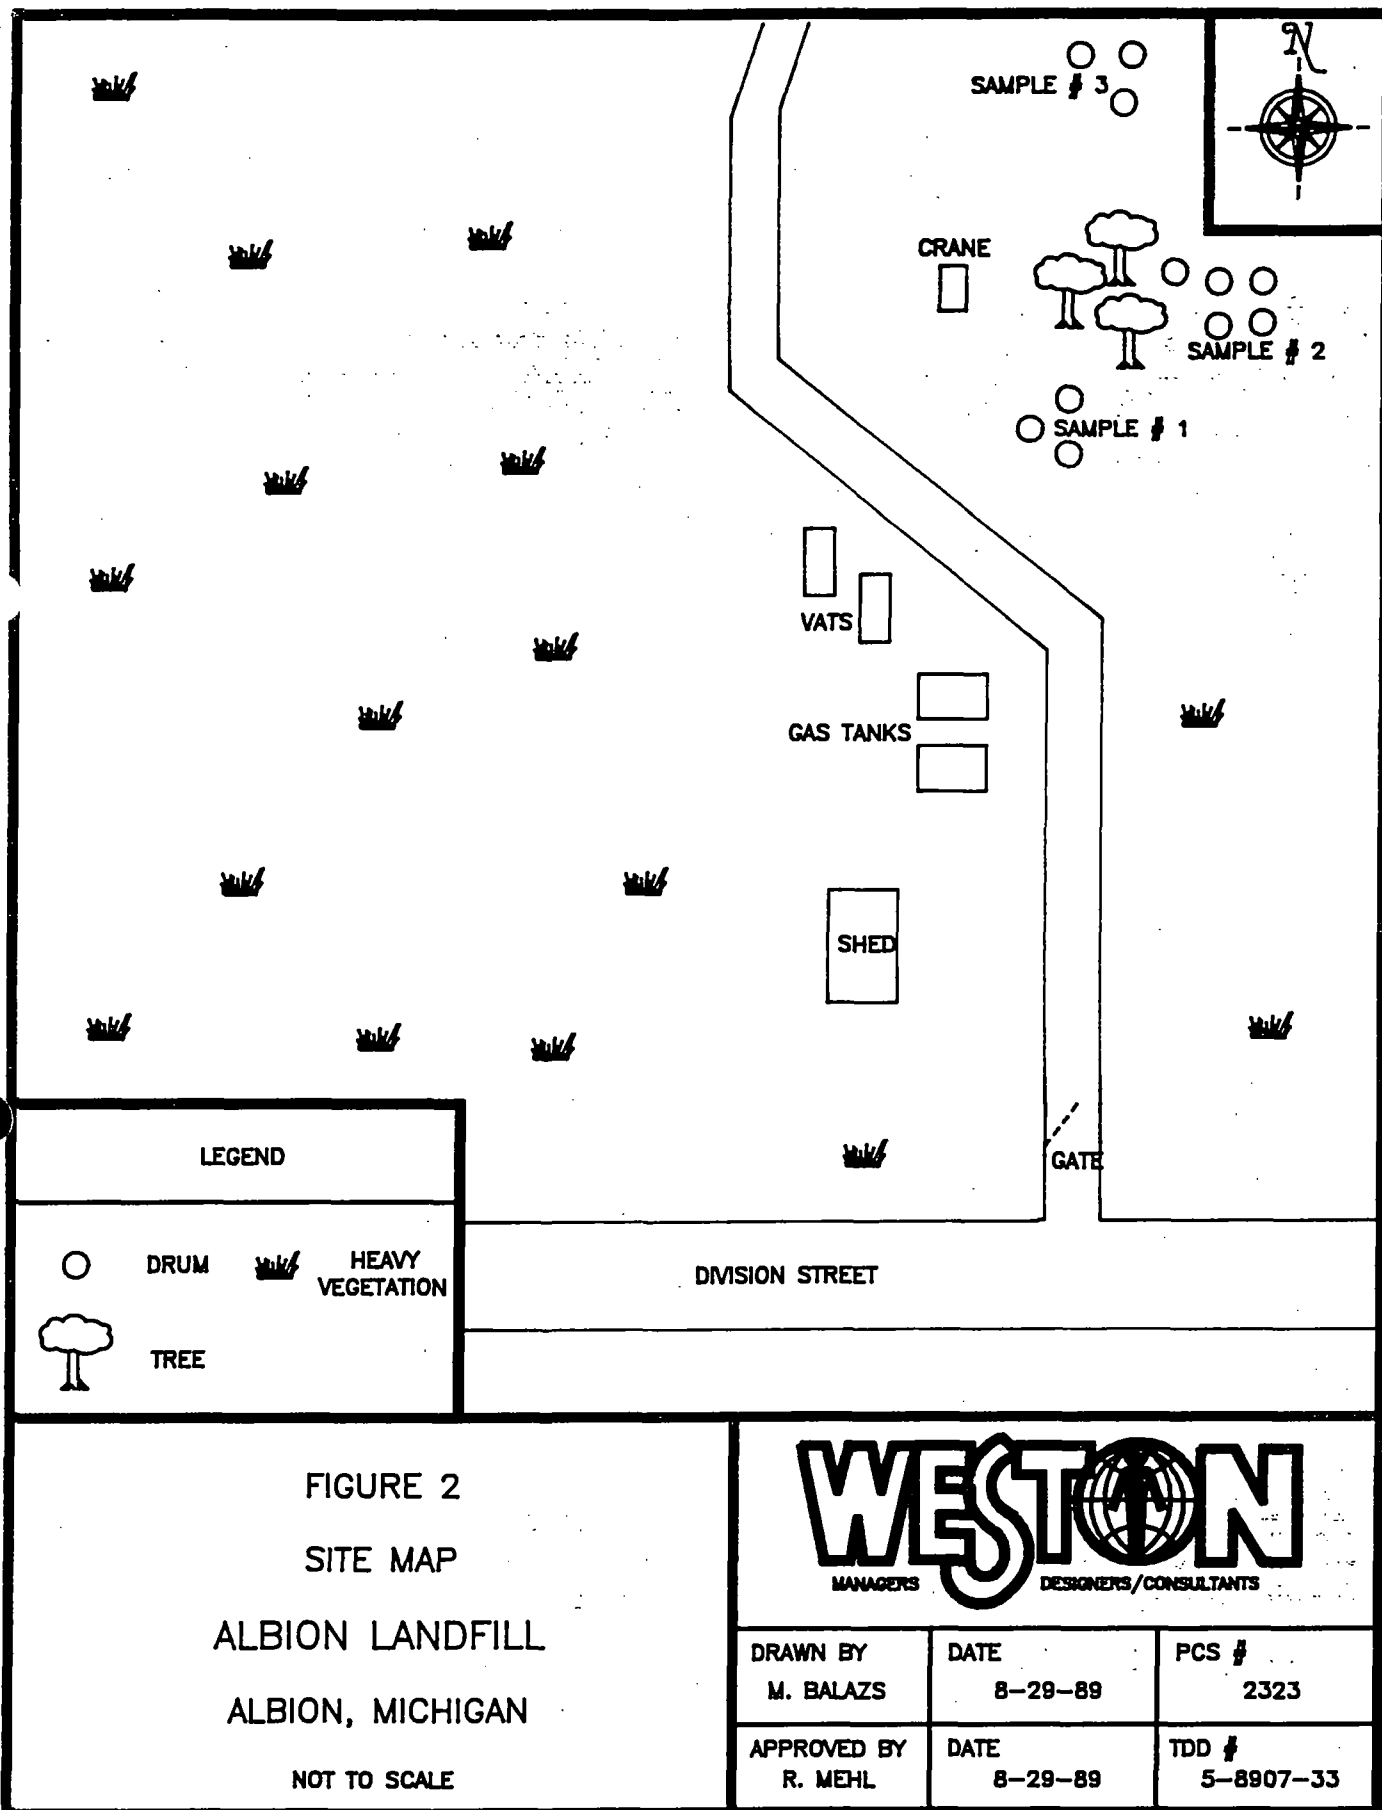 N
SAMPLE # 3
CRANE
SAMPLE # 2
SAMPLE # 1
VATS
GAS TANKS
SHED
GATE
DIVISION STREET
LEGEND
DRUM
HEAVY
VEGETATION
TREE
FIGURE 2
SITE MAP
ALBION LANDFILL
ALBION, MICHIGAN
NOT TO SCALE
WESTON
MANAGERS DESIGNERS/CONSULTANTS
DRAWN BY
M. BALAZS
DATE
8-29-89
PCS #
2323
APPROVED BY
R. MEHL
DATE
8-29-89
TDD #
5-8907-33